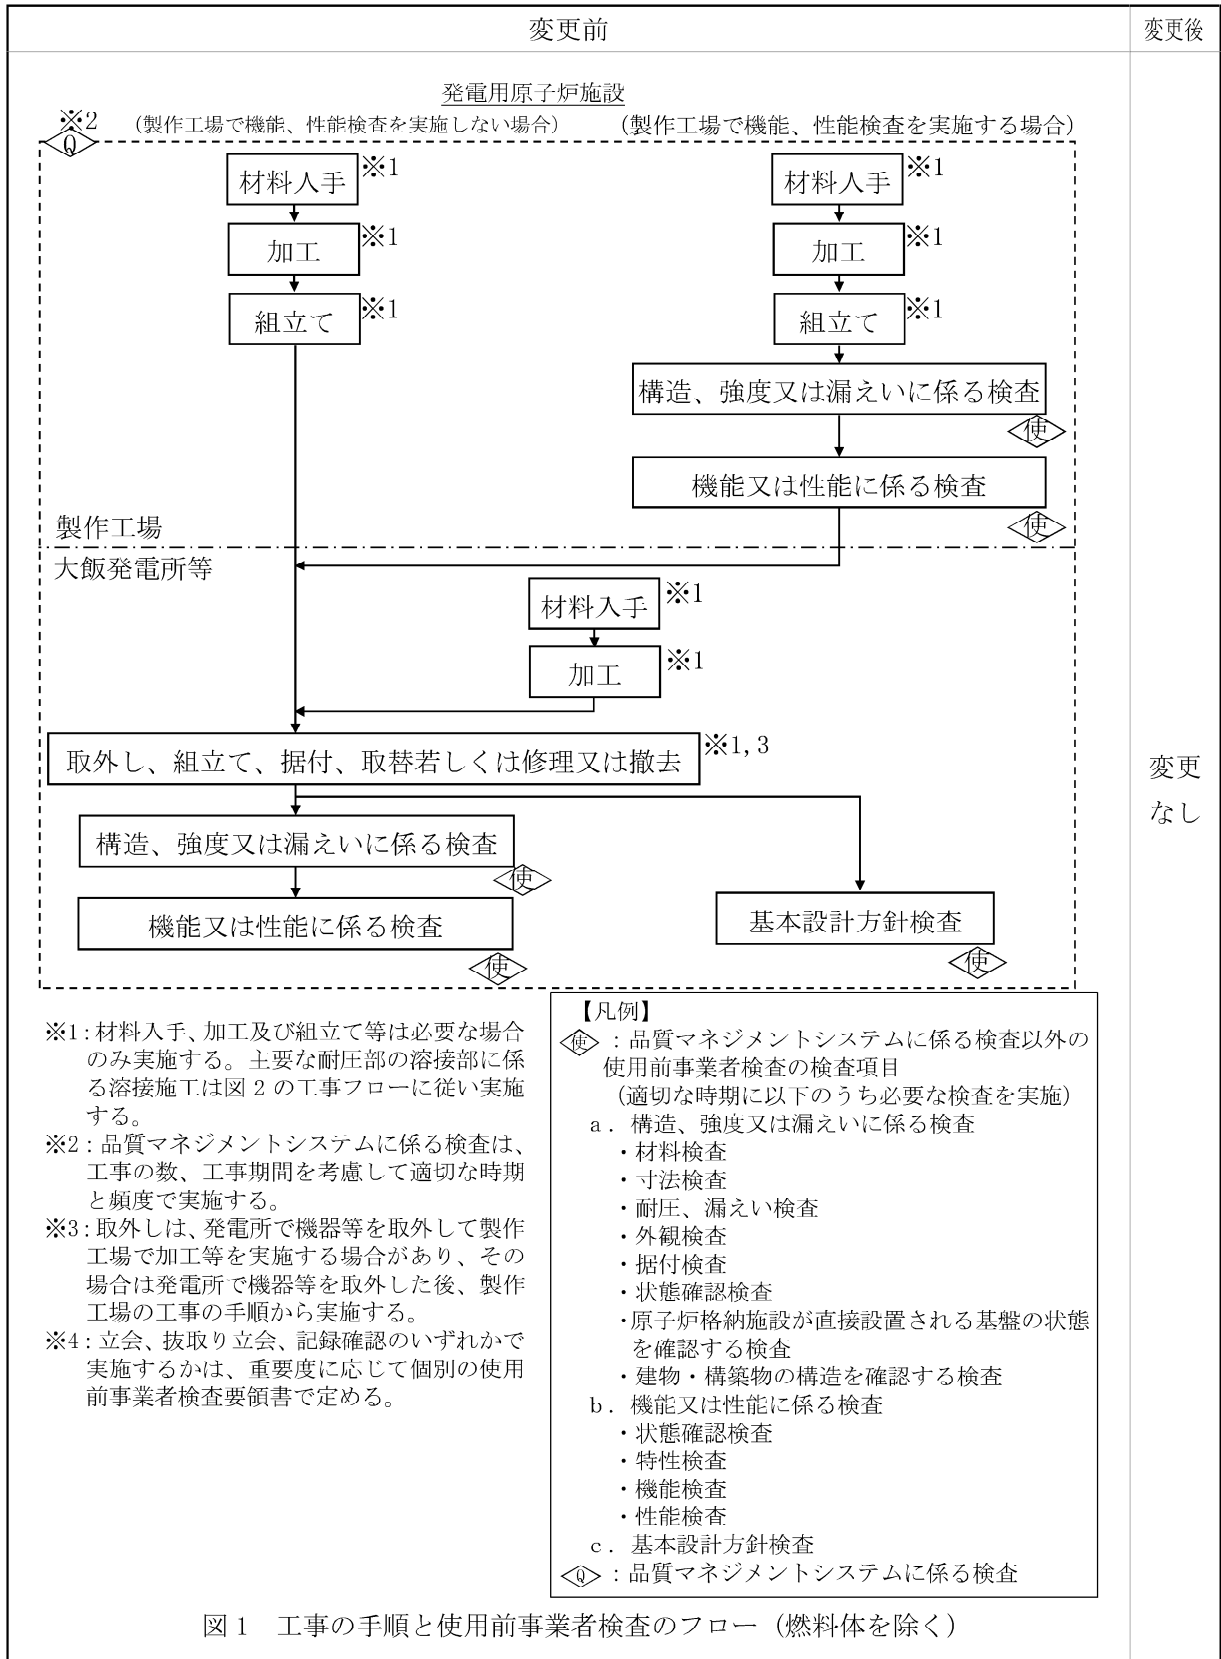 変更前
変更後
発電用原子炉施設
※2
(製作工場で機能、性能検査を実施しない場合)
(製作工場で機能、性能検査を実施する場合)
Q
材料入手
※1
材料入手
※1
加工
※1
加工
※1
組立て
※1
組立て
※1
構造、強度又は漏えいに係る検査
使
機能又は性能に係る検査
使
製作工場
大飯発電所等
材料入手
※1
加工
※1
取外し、組立て、据付、取替若しくは修理又は撤去
※1,3
構造、強度又は漏えいに係る検査
使
機能又は性能に係る検査
使
基本設計方針検査
使
変更
なし
※1:材料入手、加工及び組立て等は必要な場合
のみ実施する。主要な耐圧部の溶接部に係
る溶接施工は図2の工事フローに従い実施
する。
※2:品質マネジメントシステムに係る検査は、
工事の数、工事期間を考慮して適切な時期
と頻度で実施する。
※3:取外しは、発電所で機器等を取外して製作
工場で加工等を実施する場合があり、その
場合は発電所で機器等を取外した後、製作
工場の工事の手順から実施する。
※4:立会、抜取り立会、記録確認のいずれかで
実施するかは、重要度に応じて個別の使用
前事業者検査要領書で定める。
【凡例】
使:品質マネジメントシステムに係る検査以外の
使用前事業者検査の検査項目
(適切な時期に以下のうち必要な検査を実施)
a.構造、強度又は漏えいに係る検査
・材料検査
・寸法検査
・耐圧、漏えい検査
・外観検査
・据付検査
・状態確認検査
・原子炉格納施設が直接設置される基盤の状態
を確認する検査
・建物・構築物の構造を確認する検査
b.機能又は性能に係る検査
・状態確認検査
・特性検査
・機能検査
・性能検査
c.基本設計方針検査
Q:品質マネジメントシステムに係る検査
図1 工事の手順と使用前事業者検査のフロー(燃料体を除く)